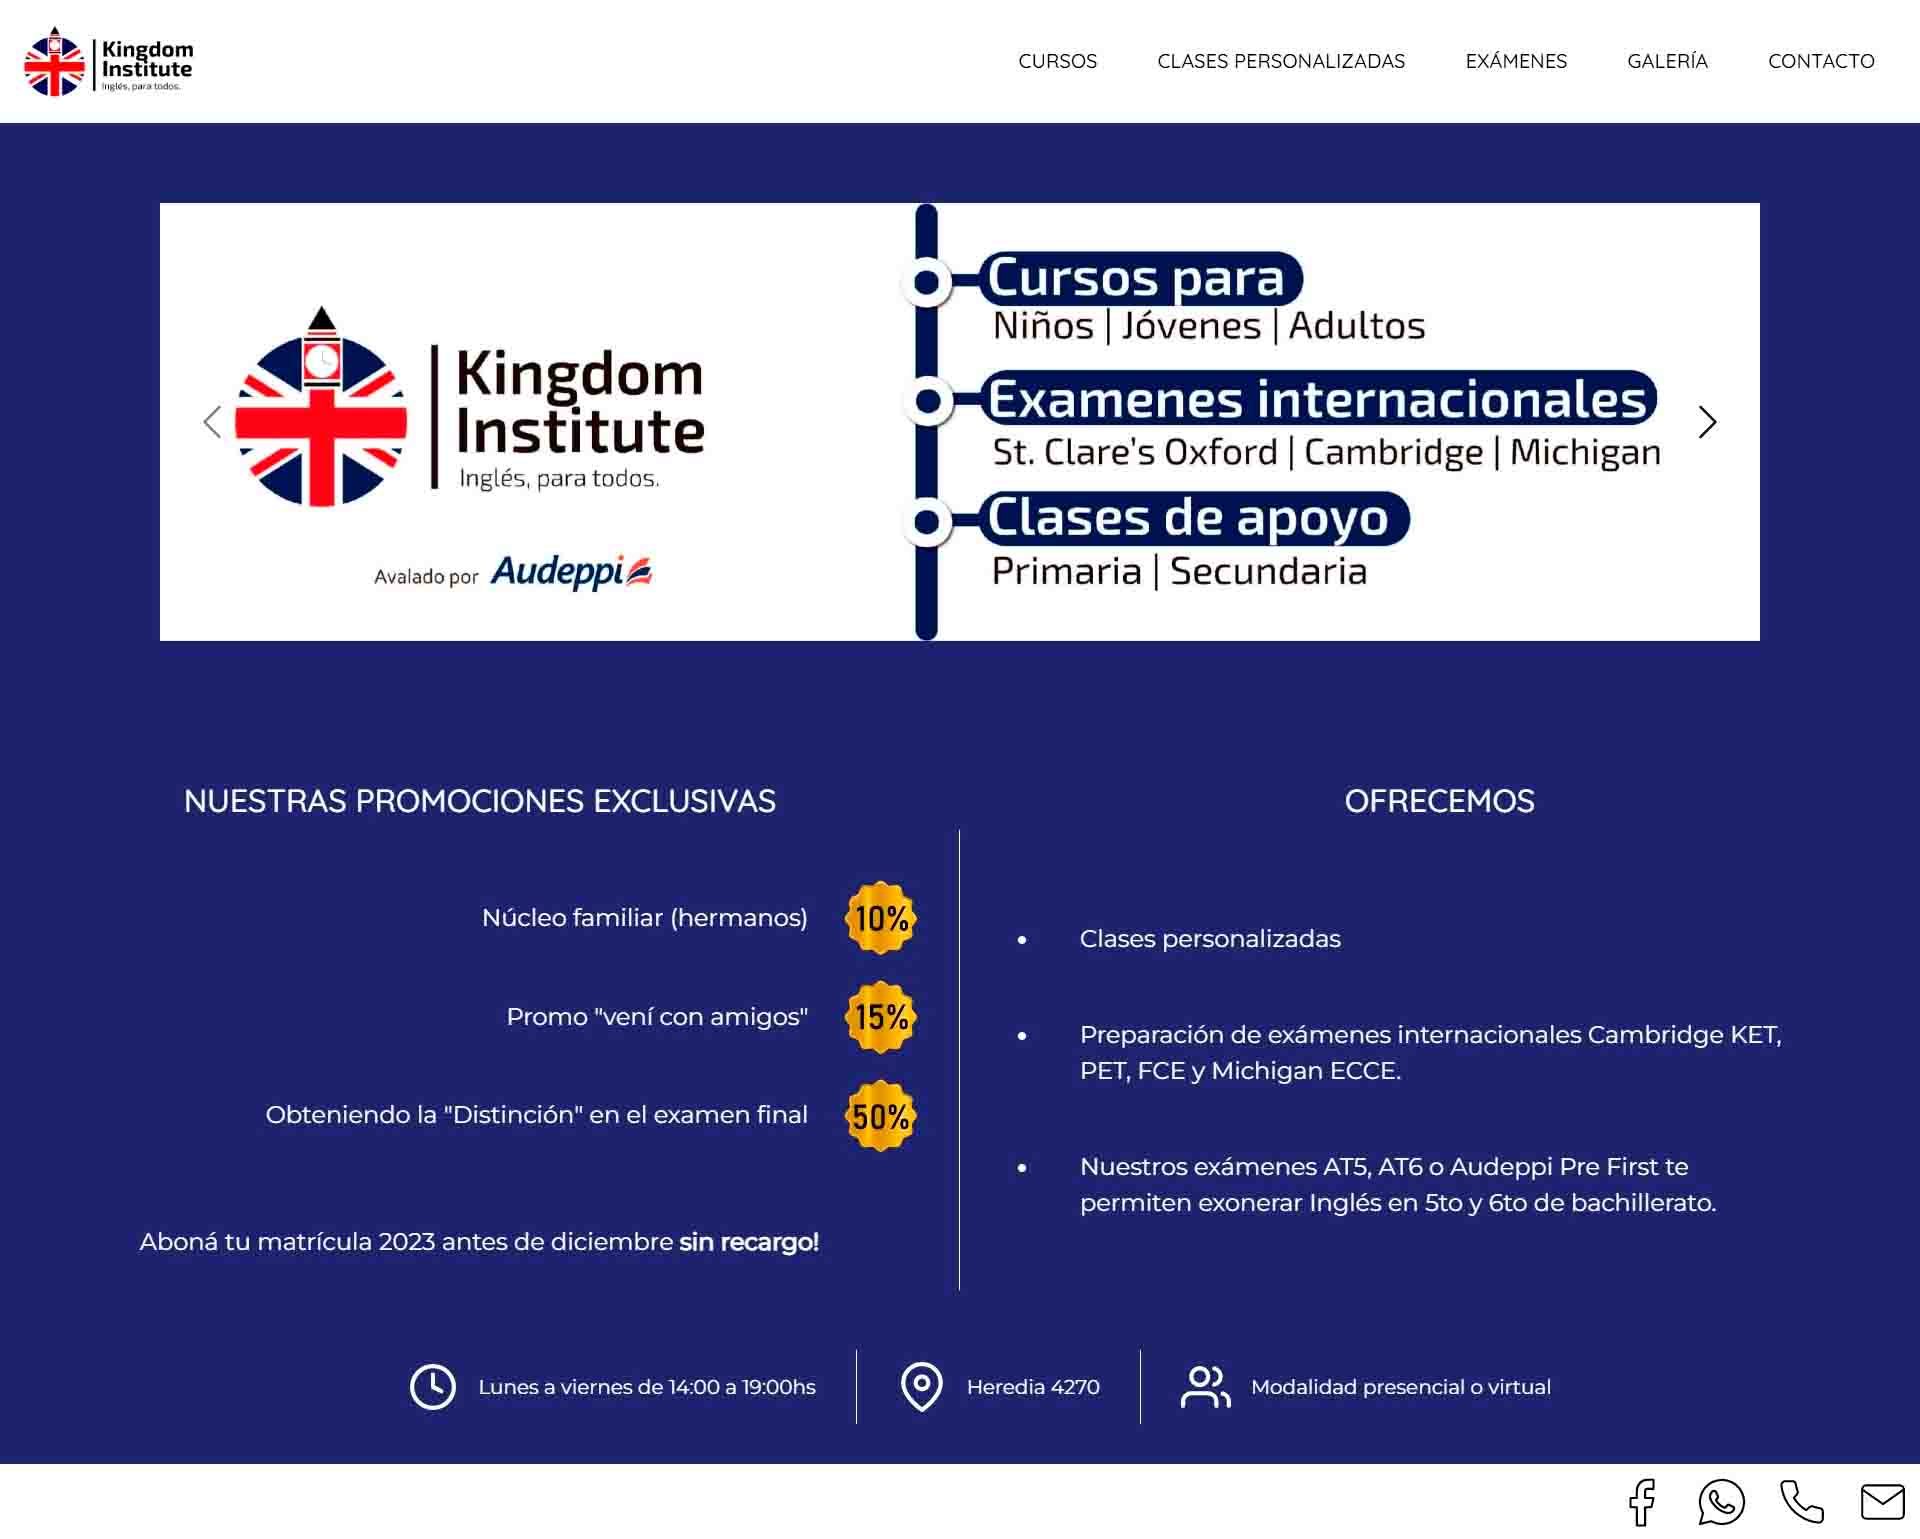 Kingdom
Institute
Inglés, para todos.
CURSOS
CLASES PERSONALIZADAS
EXÁMENES
GALERÍA
CONTACTO
Kingdom
Institute
Inglés, para todos.
Avalado por Audeppi
Cursos para
Niños | Jóvenes | Adultos
Examenes internacionales
St. Clare's Oxford | Cambridge | Michigan
Clases de apoyo
Primaria | Secundaria
NUESTRAS PROMOCIONES EXCLUSIVAS
Núcleo familiar (hermanos) 10%
Promo "vení con amigos" 15%
Obteniendo la "Distinción" en el examen final 50%
Aboná tu matrícula 2023 antes de diciembre sin recargo!
OFRECEMOS
• Clases personalizadas
• Preparación de exámenes internacionales Cambridge KET,
PET, FCE y Michigan ECCE.
• Nuestros exámenes AT5, AT6 o Audeppi Pre First te
permiten exonerar Inglés en 5to y 6to de bachillerato.
Lunes a viernes de 14:00 a 19:00hs
Heredia 4270
Modalidad presencial o virtual